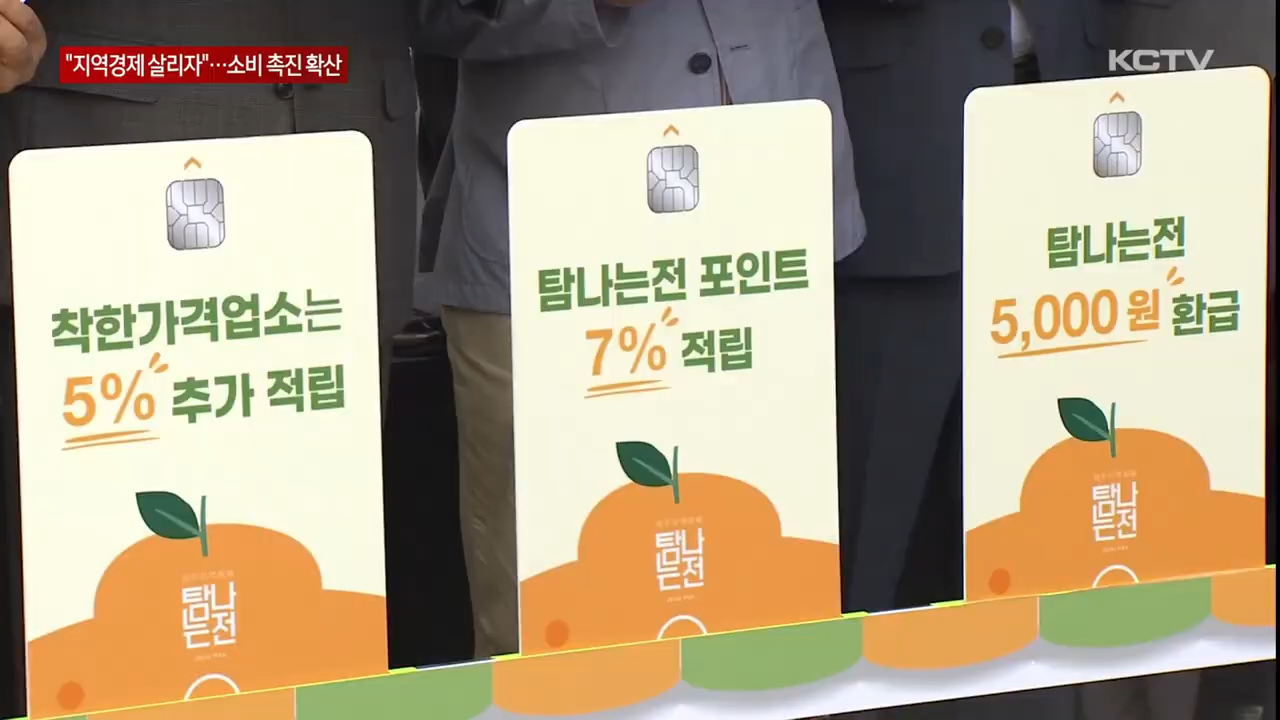 "지역경제 살리자"…소비 촉진 확산
KCTV
착한가격업소는
5% 추가 적립
탐나
는전
탐나는전 포인트
7% 적립
탐나
는전
탐나는전
5,000원 환급
탐나
는전